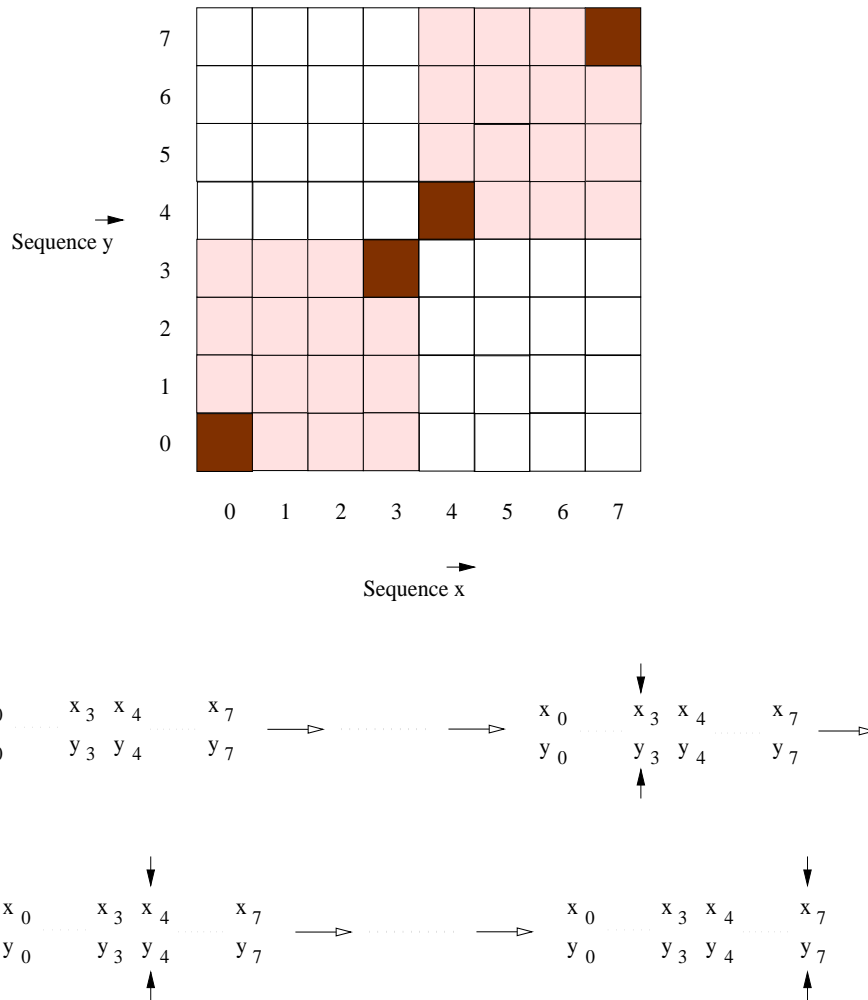 7
6
5
4
Sequence y
3
2
1
0
0 1 2 3 4 5 6 7
Sequence x
x 3 x 4 x 7 x 0 x 3 x 4 x 7
y 3 y 4 y 7 y 0 y 3 y 4 y 7
x 0 x 3 x 4 x 7 x 0 x 3 x 4 x 7
y 0 y 3 y 4 y 7 y 0 y 3 y 4 y 7